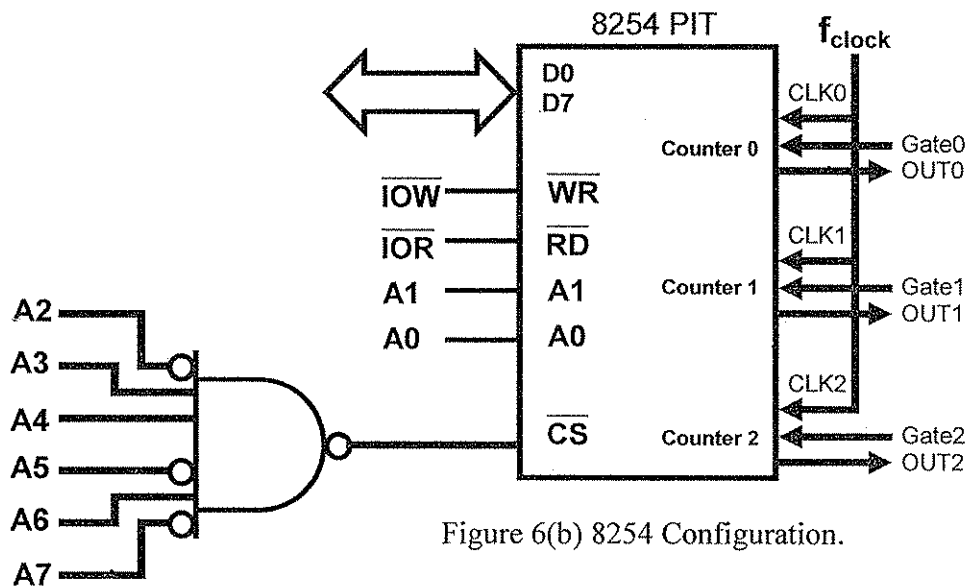 8254 PIT
f_clock
D0
D7
CLK0
Counter 0
Gate0
OUT0
IOW
WR
IOR
RD
CLK1
A1
A1
Counter 1
Gate1
OUT1
A0
A0
A2
A3
CLK2
A4
CS
Counter 2
Gate2
OUT2
A5
A6
A7
Figure 6(b) 8254 Configuration.